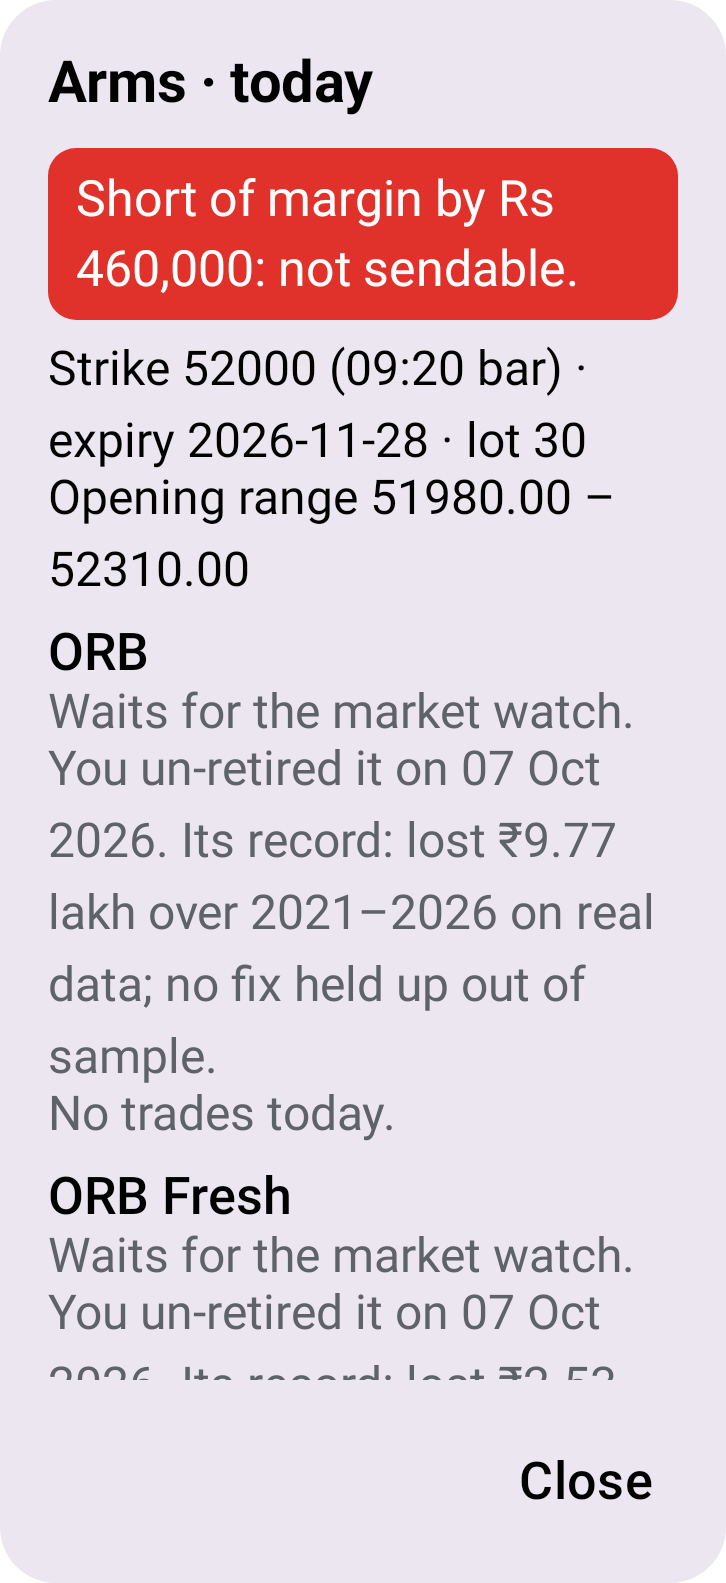 Arms · today
Short of margin by Rs
460,000: not sendable.
Strike 52000 (09:20 bar) ·
expiry 2026-11-28 · lot 30
Opening range 51980.00 –
52310.00
ORB
Waits for the market watch.
You un-retired it on 07 Oct
2026. Its record: lost ₹9.77
lakh over 2021–2026 on real
data; no fix held up out of
sample.
No trades today.
ORB Fresh
Waits for the market watch.
You un-retired it on 07 Oct
2026. Its record: lost
Close